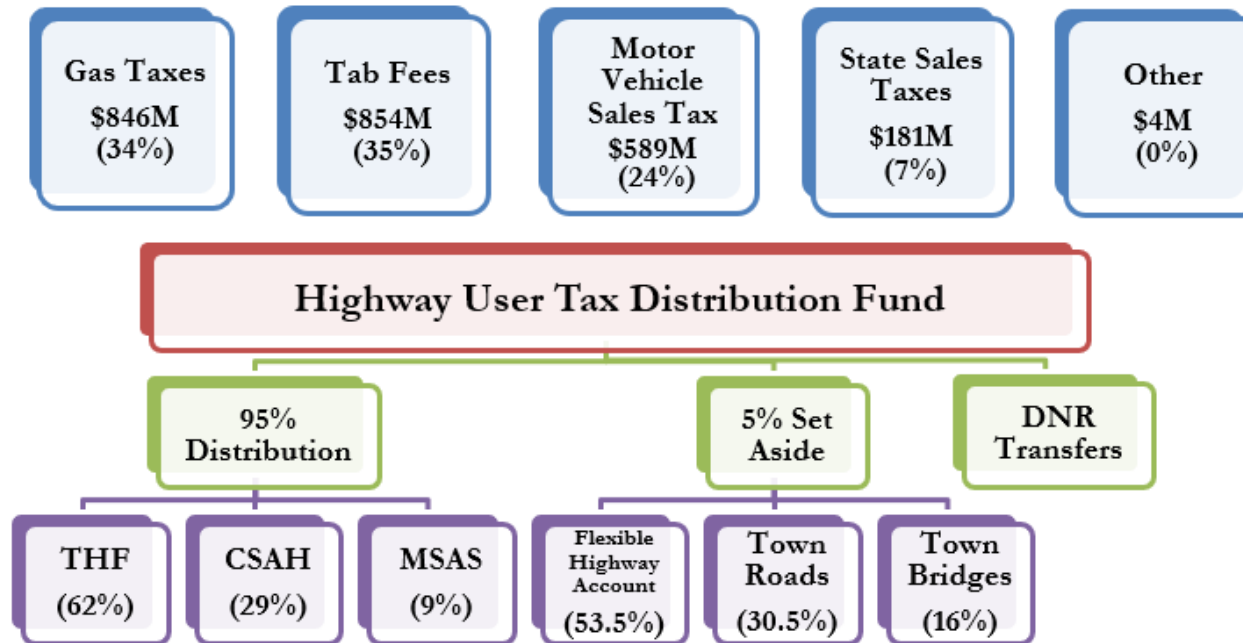 Gas Taxes
$846M
(34%)
Tab Fees
$854M
(35%)
Motor
Vehicle
Sales Tax
$589M
(24%)
State Sales
Taxes
$181M
(7%)
Other
$4M
(0%)
Highway User Tax Distribution Fund
95%
Distribution
5% Set
Aside
DNR
Transfers
THF
(62%)
CSAH
(29%)
MSAS
(9%)
Flexible
Highway
Account
(53.5%)
Town
Roads
(30.5%)
Town
Bridges
(16%)